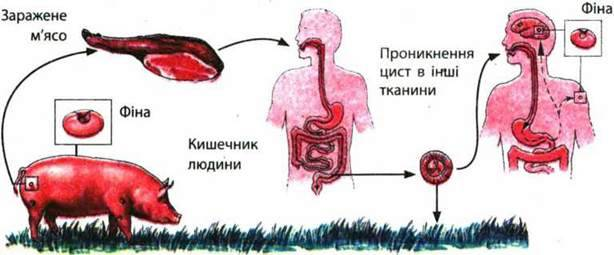 Заражене
м'ясо
Фіна
Кишечник
людини
Проникнення
цист в інші
тканини
Фіна